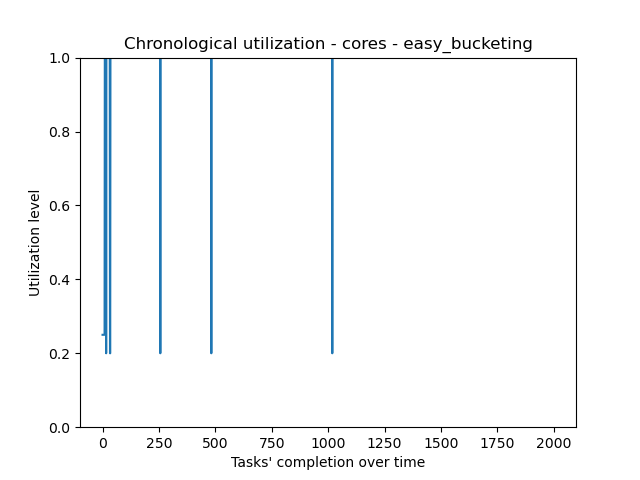 Chronological utilization - cores - easy_bucketing
1.0
0.8
0.6
0.4
0.2
0.0
Utilization level
0 250 500 750 1000 1250 1500 1750 2000
Tasks' completion over time